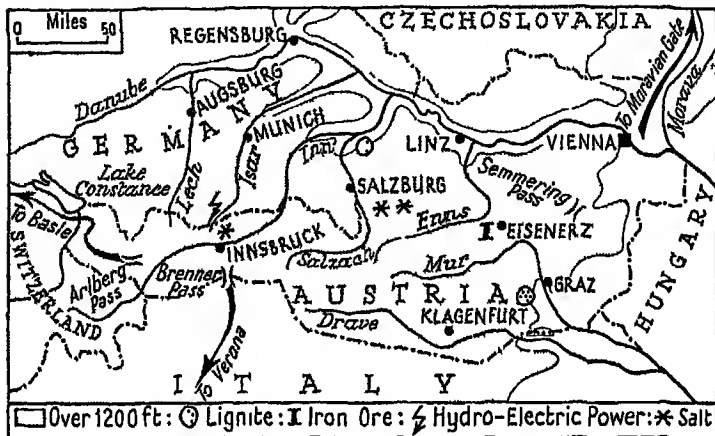 Miles
0 50
CZECHOSLOVAKIA
REGENSBURG
To Moravian Gate
Morava
Danube
AUGSBURG
GERMANY
MUNICH
Inn
LINZ
VIENNA
Lake
Constance
Lech
Isar
Semmering
Pass
SALZBURG
To Basle
Enns
EISENERZ
INNSBRUCK
Salzach
SWITZERLAND
Arlberg
Pass
Brenner
Pass
Mur
GRAZ
HUNGARY
AUSTRIA
Drave
KLAGENFURT
To Verona
ITALY
Over 1200 ft: Lignite: Iron Ore: Hydro-Electric Power: Salt